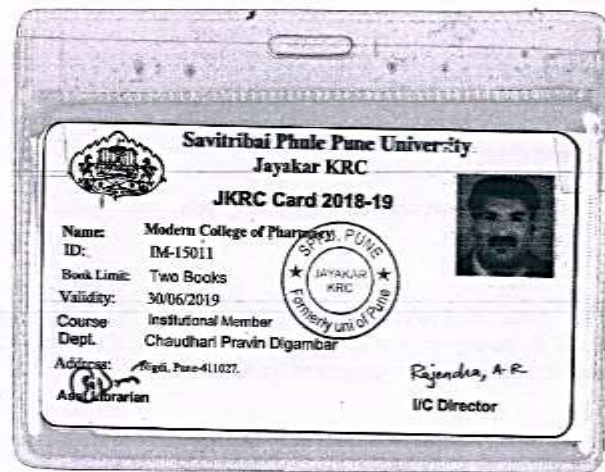 Savitribai Phule Pune University
Jayakar KRC
JKRC Card 2018-19
Name: Modern College of Pharmacy
ID: IM-15011
Book Limit: Two Books
Validity: 30/06/2019
Course Institutional Member
Dept. Chaudhari Pravin Digambar
Address: Nigdi, Pune-411027.
Asst Librarian
Rajendra, A-R
I/C Director
SPPU, PUNE
JAYAKAR
KRC
Formerly uni of Pune